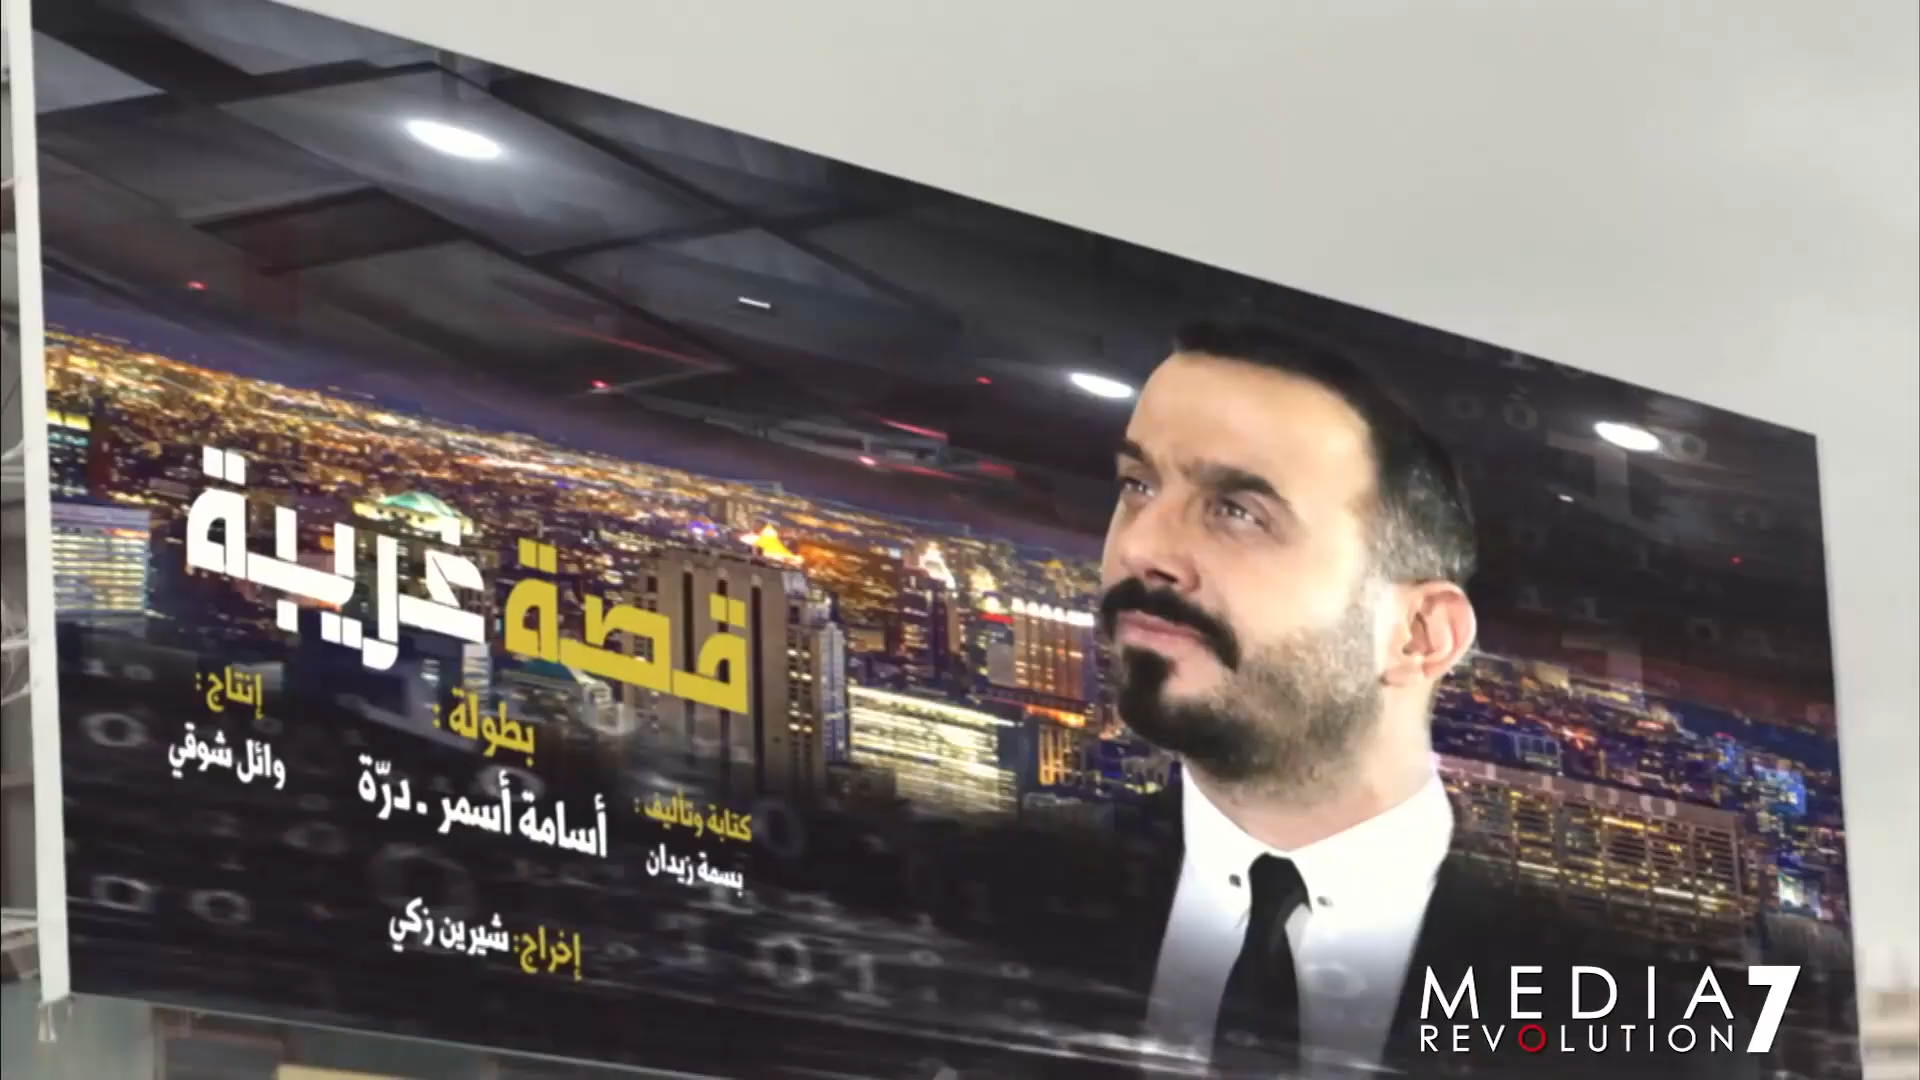 قصة غريبة
كتابة وتأليف :
بسمة زيدان
بطولة :
أسامة أسمر - درّة
إنتاج :
وائل شوقي
إخراج: شيرين زكي
MEDIA 7
REVOLUTION